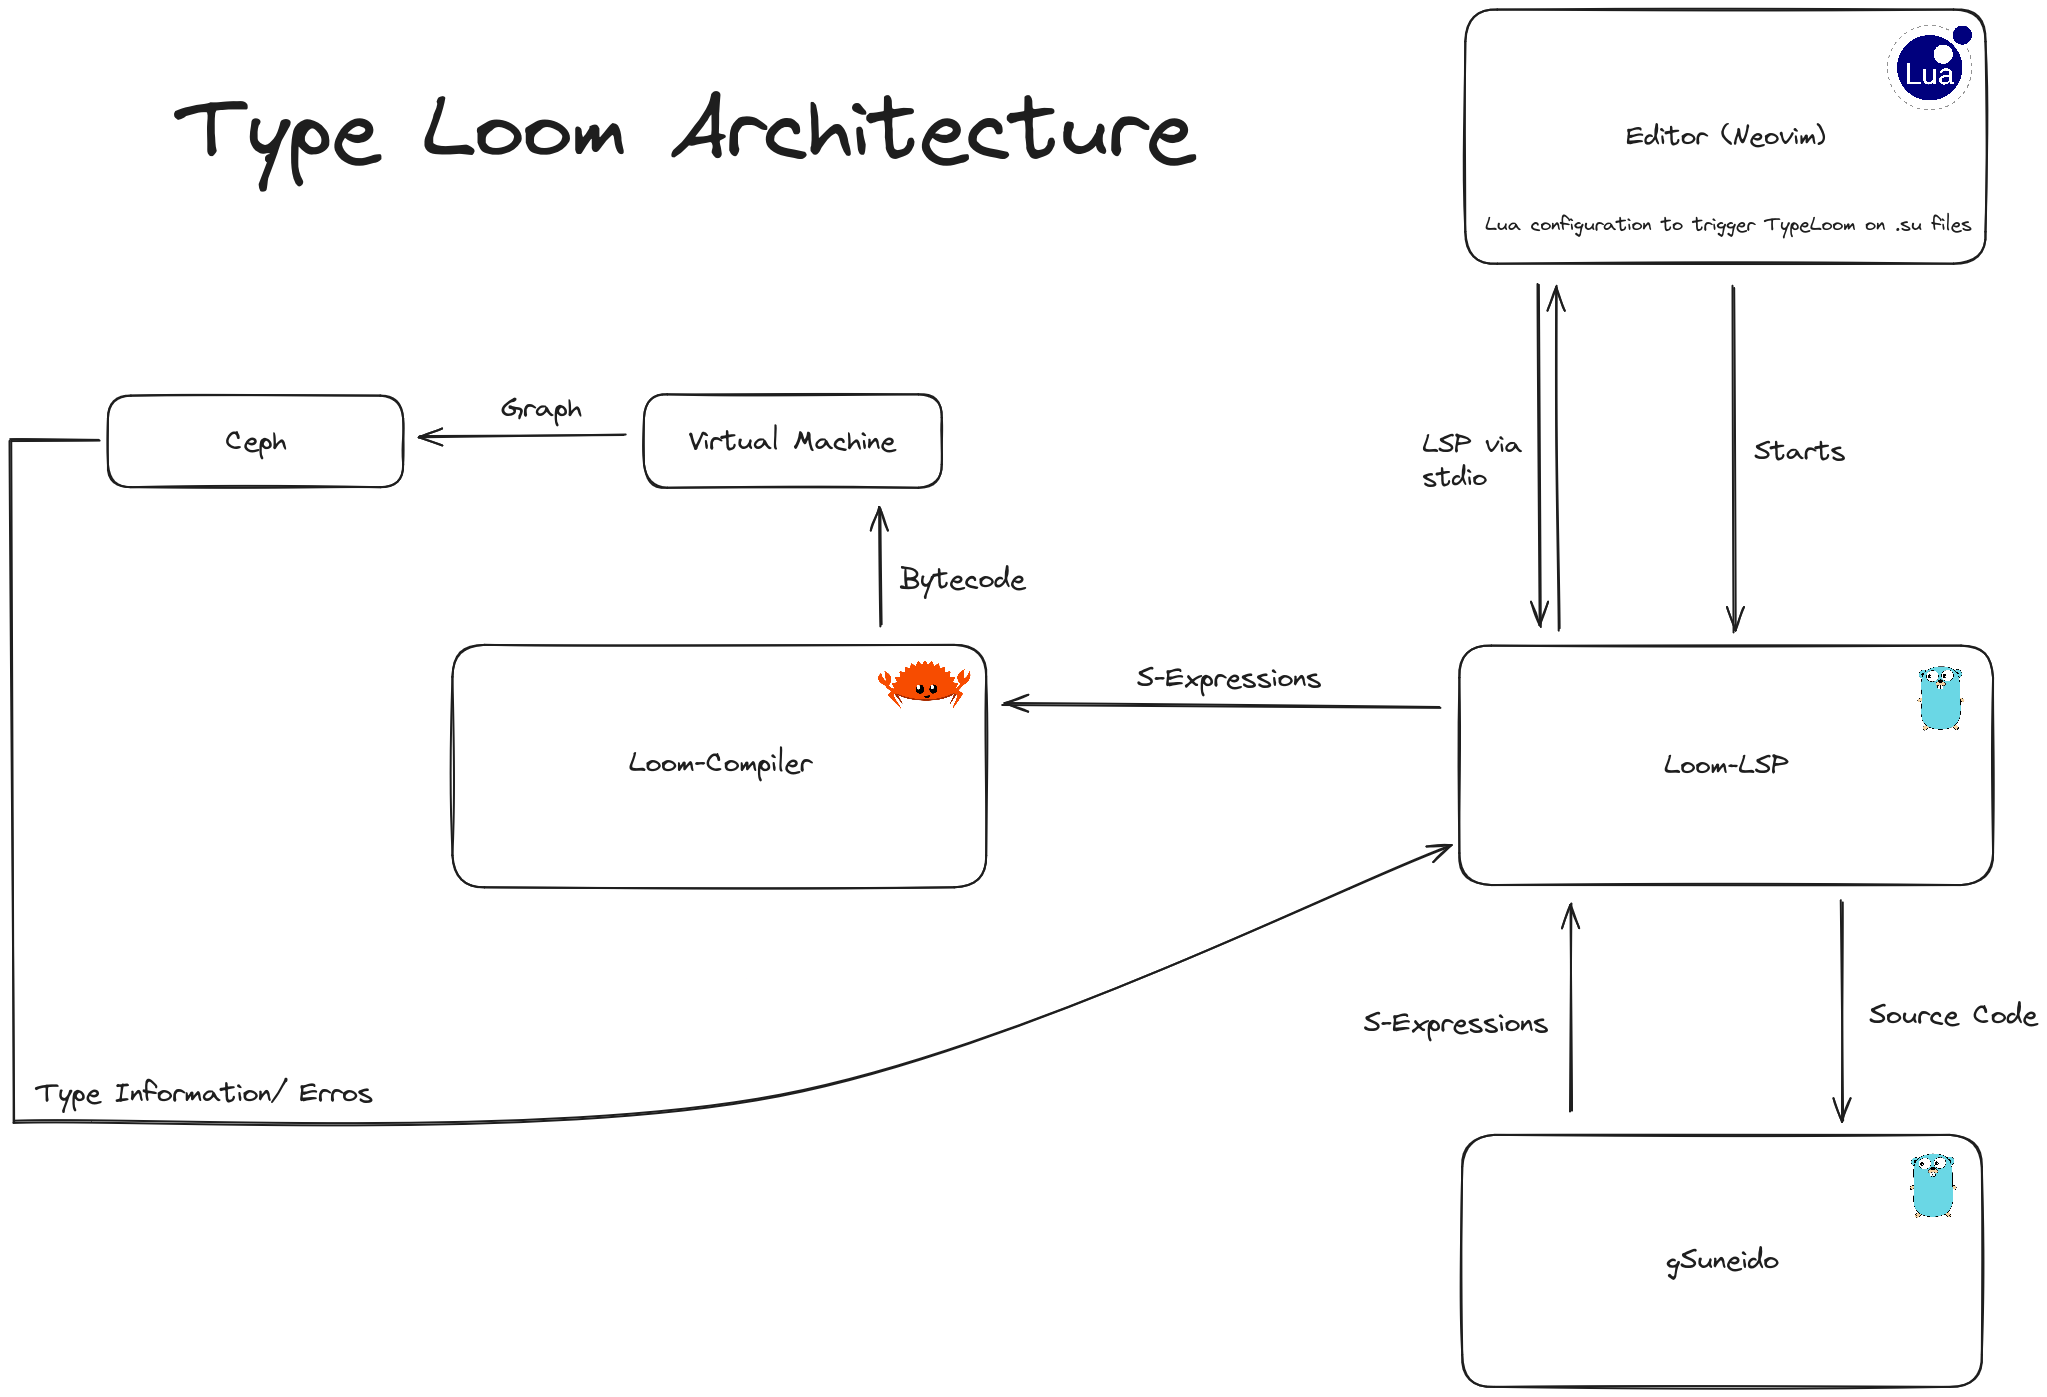 Type Loom Architecture
Lua
Editor (Neovim)
Lua configuration to trigger TypeLoom on .su files
Graph
Ceph
Virtual Machine
LSP via
stdio
Starts
Bytecode
S-Expressions
Loom-Compiler
Loom-LSP
S-Expressions
Source Code
Type Information/ Erros
gSuneido